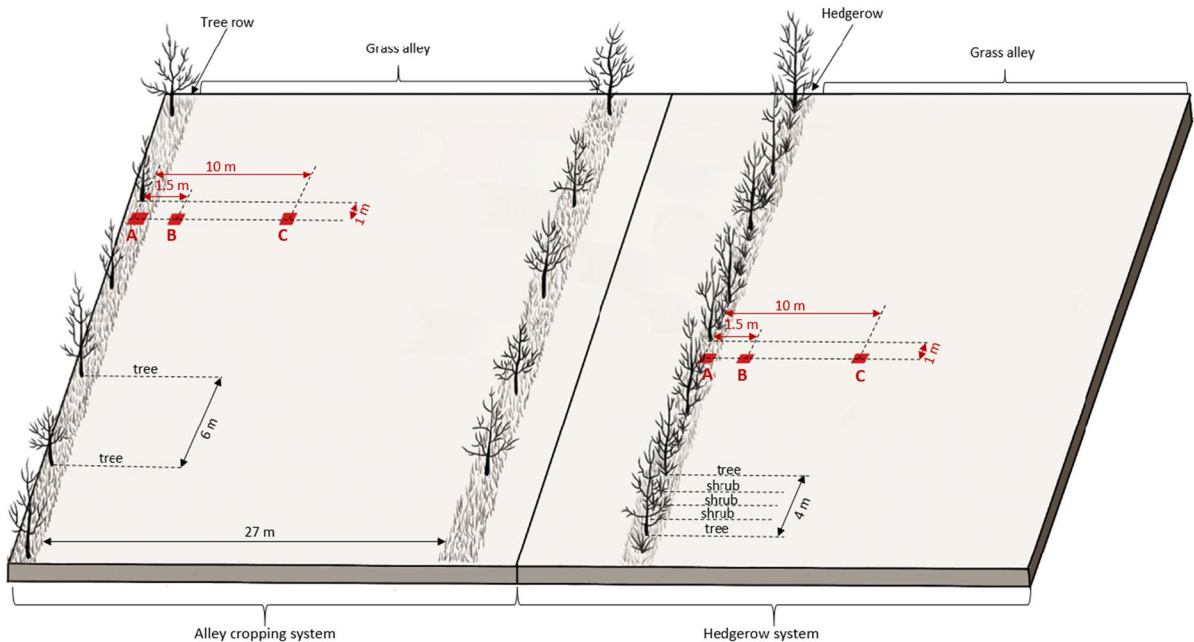 Tree row
Grass alley
Hedgerow
Grass alley
10 m
1.5 m
1 m
A
B
C
10 m
1.5 m
1 m
A
B
C
tree
6 m
tree
tree
shrub
shrub
shrub
tree
4 m
27 m
Alley cropping system
Hedgerow system